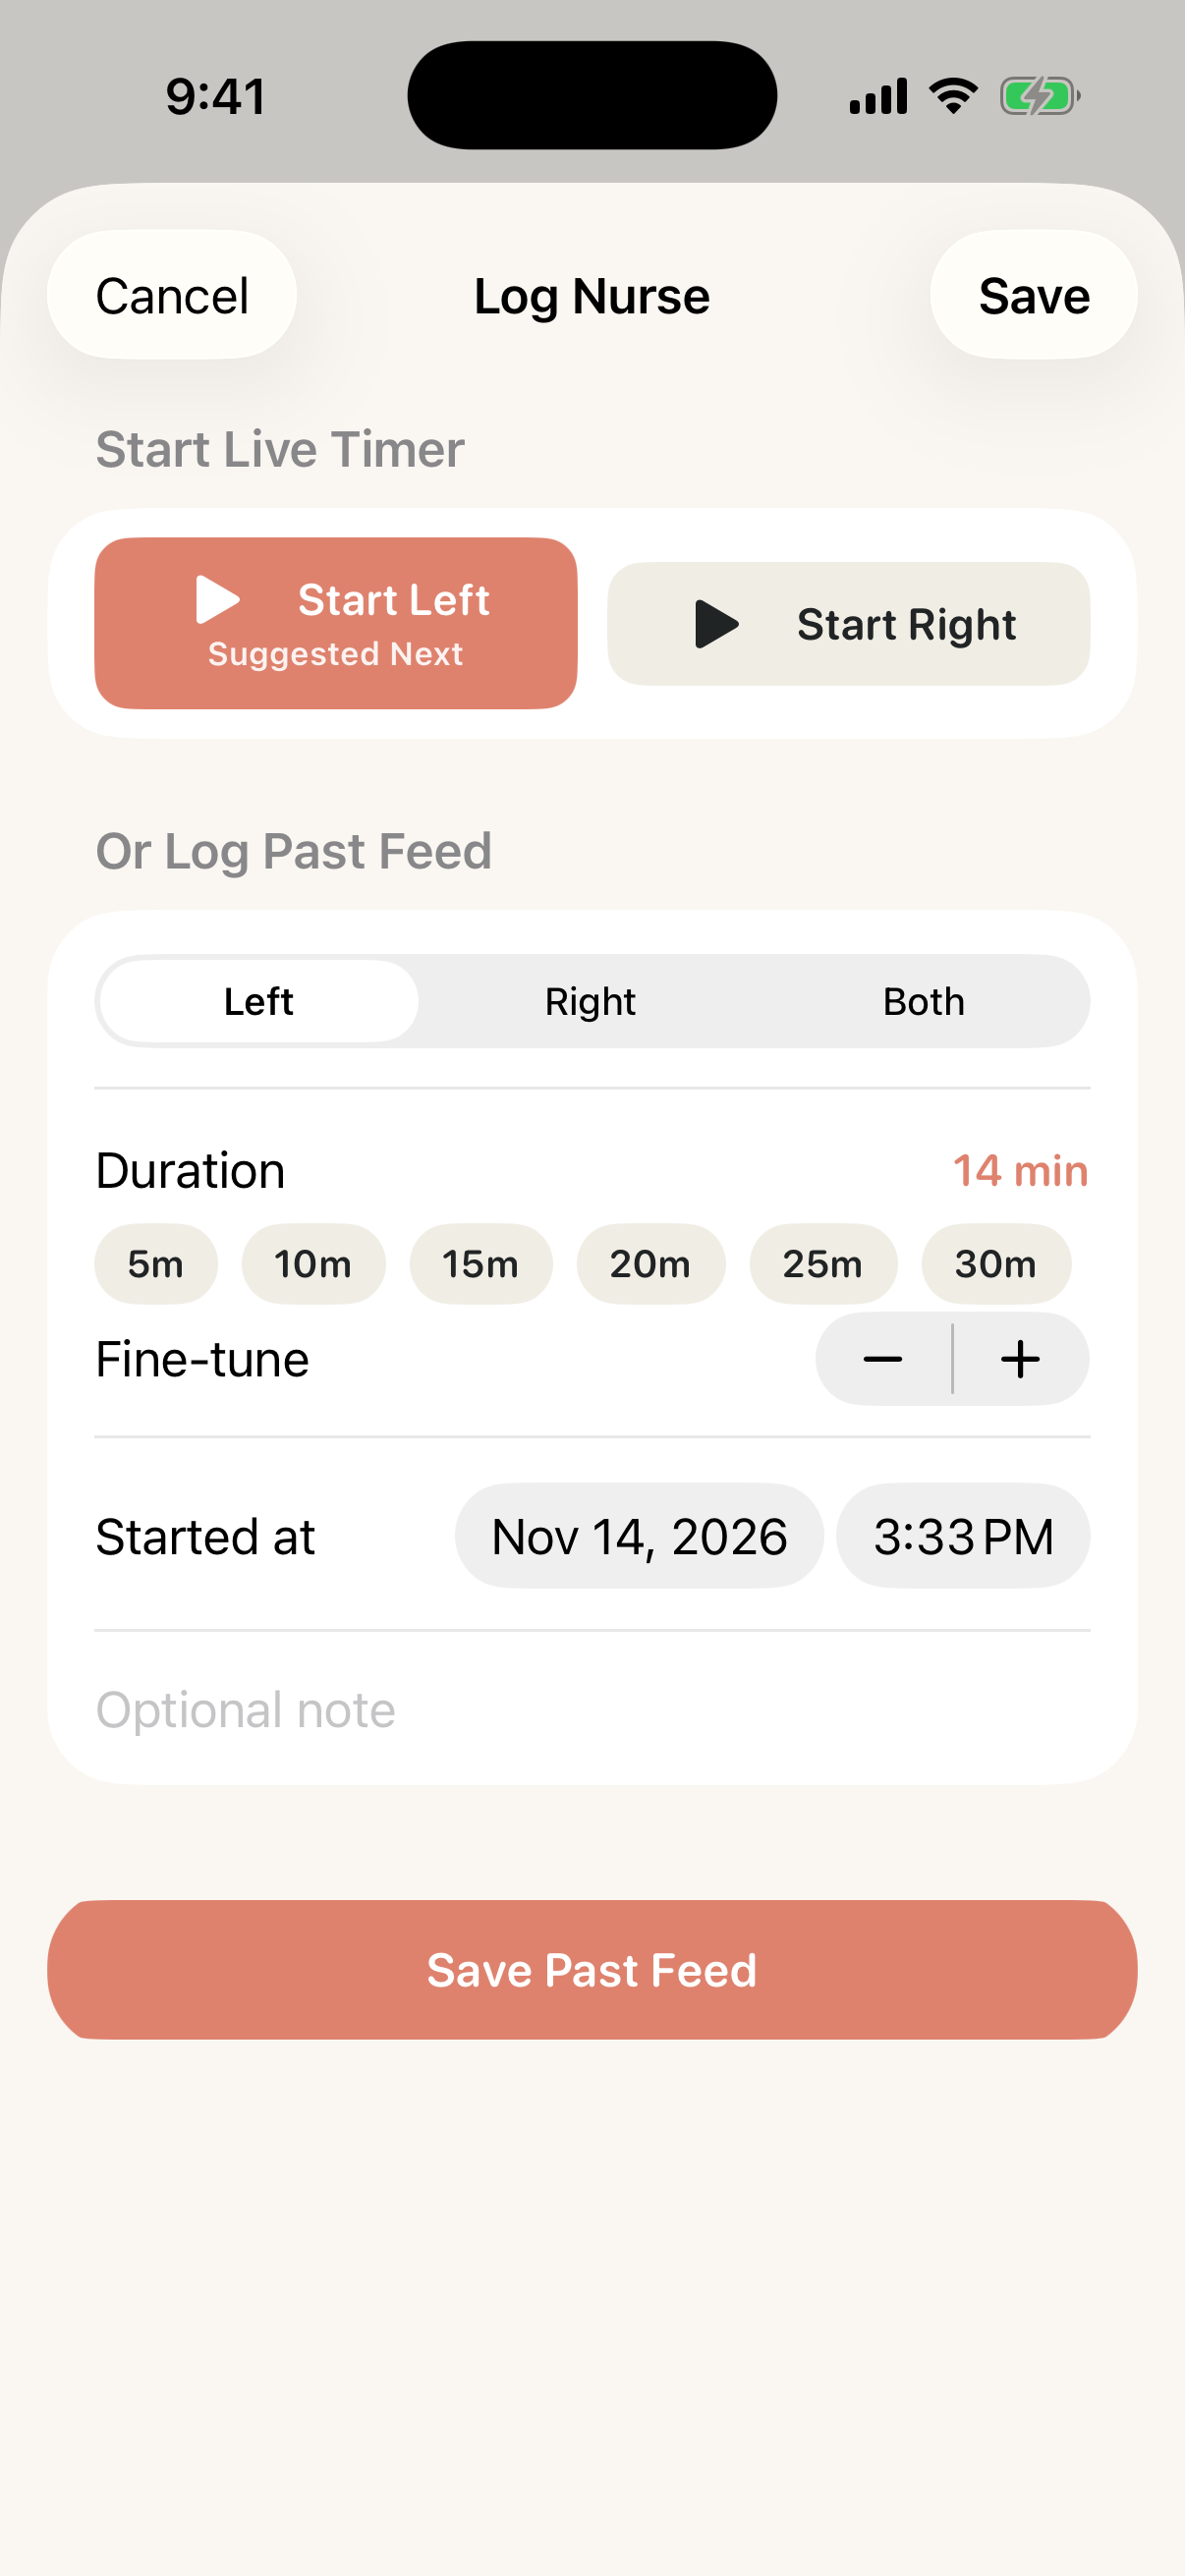 9:41
Cancel
Log Nurse
Save
Start Live Timer
Start Left
Suggested Next
Start Right
Or Log Past Feed
Left
Right
Both
Duration
14 min
5m
10m
15m
20m
25m
30m
Fine-tune
Started at
Nov 14, 2026
3:33 PM
Optional note
Save Past Feed